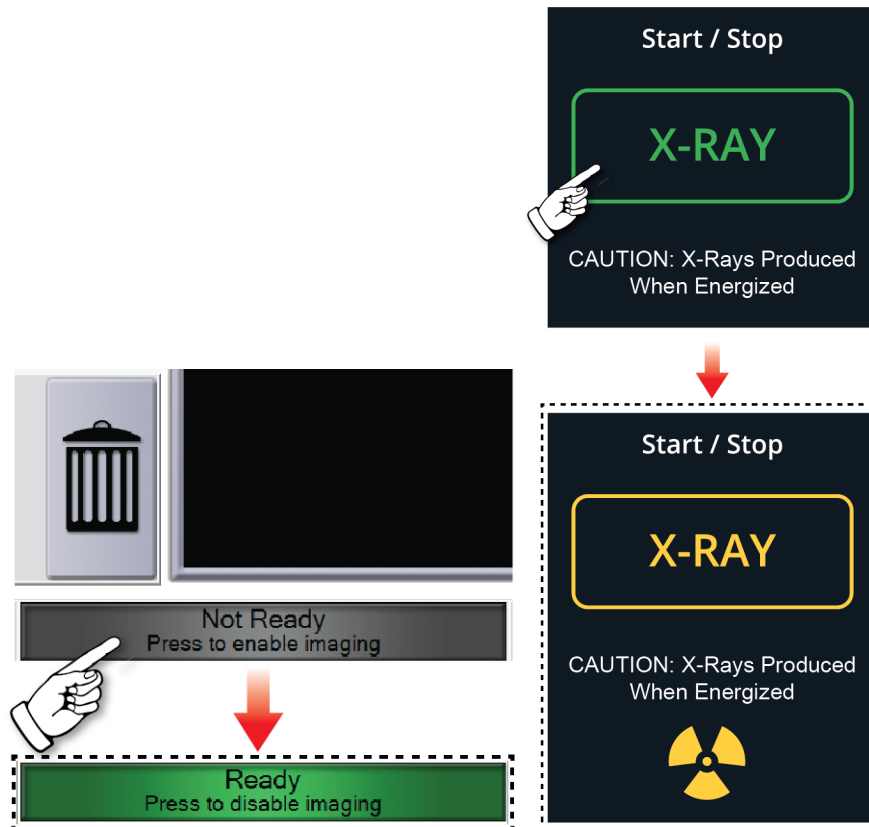 Start / Stop
X-RAY
CAUTION: X-Rays Produced
When Energized
Not Ready
Press to enable imaging
Ready
Press to disable imaging
Start / Stop
X-RAY
CAUTION: X-Rays Produced
When Energized